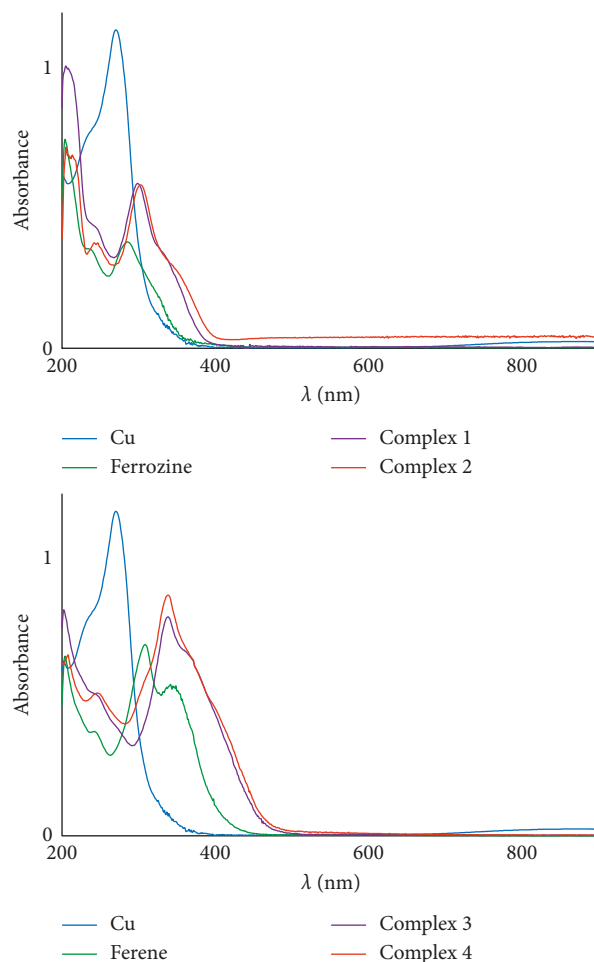 Absorbance
1
0
200
400
600
800
λ (nm)
Cu
Complex 1
Ferrozine
Complex 2
Absorbance
1
0
200
400
600
800
λ (nm)
Cu
Complex 3
Ferene
Complex 4